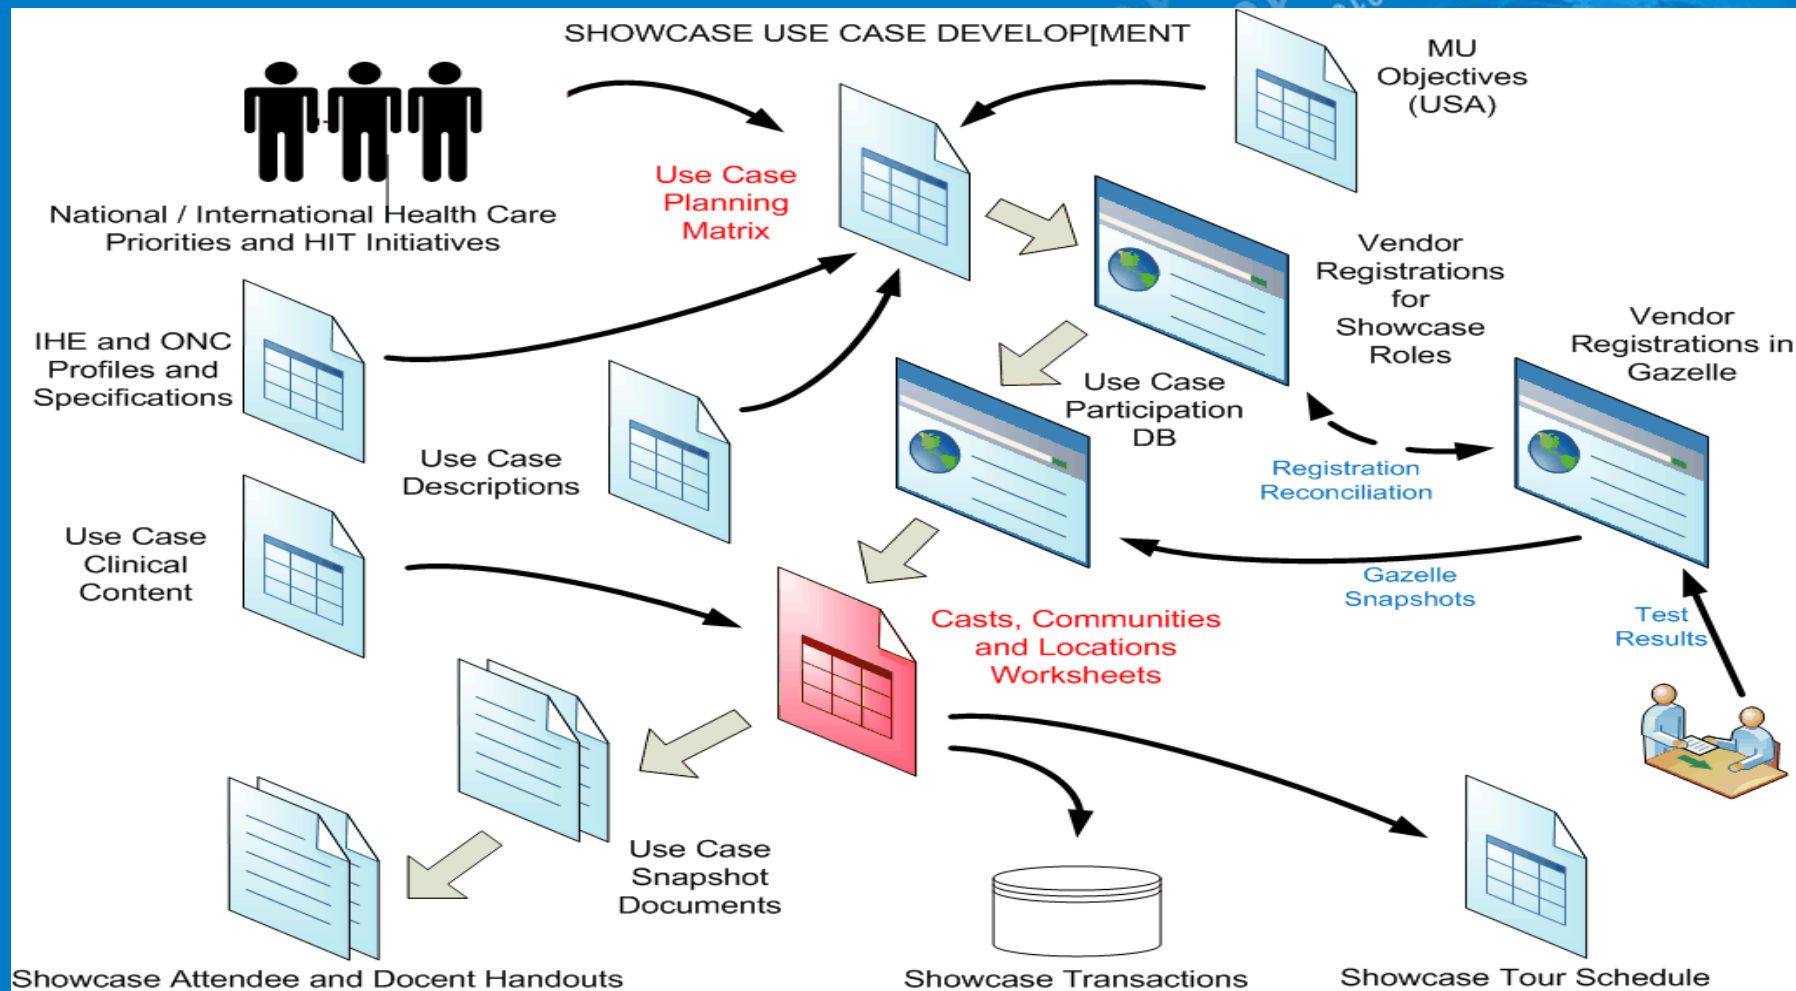 SHOWCASE USE CASE DEVELOP[MENT
MU
Objectives
(USA)
National / International Health Care
Priorities and HIT Initiatives
Use Case
Planning
Matrix
Vendor
Registrations
for
Showcase
Roles
Vendor
Registrations in
Gazelle
IHE and ONC
Profiles and
Specifications
Use Case
Participation
DB
Use Case
Descriptions
Registration
Reconciliation
Use Case
Clinical
Content
Gazelle
Snapshots
Test
Results
Casts, Communities
and Locations
Worksheets
Use Case
Snapshot
Documents
Showcase Attendee and Docent Handouts
Showcase Transactions
Showcase Tour Schedule